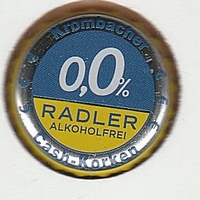 Krombacher
0,0%
RADLER
ALKOHOLFREI
Cash-Korken